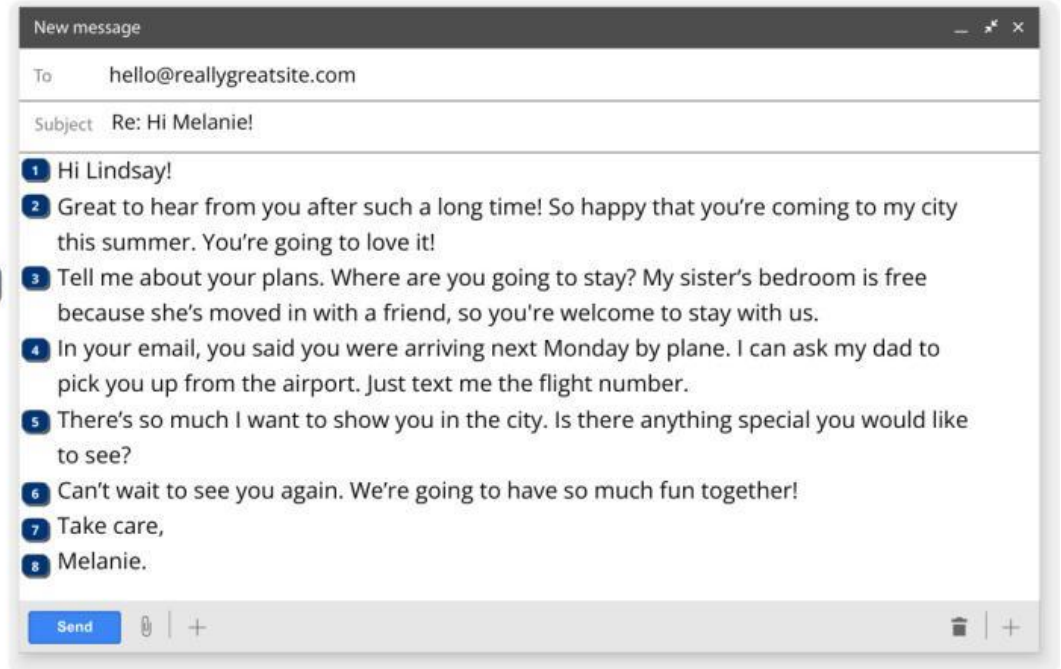 New message
To hello@reallygreatsite.com
Subject Re: Hi Melanie!
1 Hi Lindsay!
2 Great to hear from you after such a long time! So happy that you’re coming to my city
this summer. You’re going to love it!
3 Tell me about your plans. Where are you going to stay? My sister’s bedroom is free
because she’s moved in with a friend, so you're welcome to stay with us.
4 In your email, you said you were arriving next Monday by plane. I can ask my dad to
pick you up from the airport. Just text me the flight number.
5 There’s so much I want to show you in the city. Is there anything special you would like
to see?
6 Can’t wait to see you again. We’re going to have so much fun together!
7 Take care,
8 Melanie.
Send